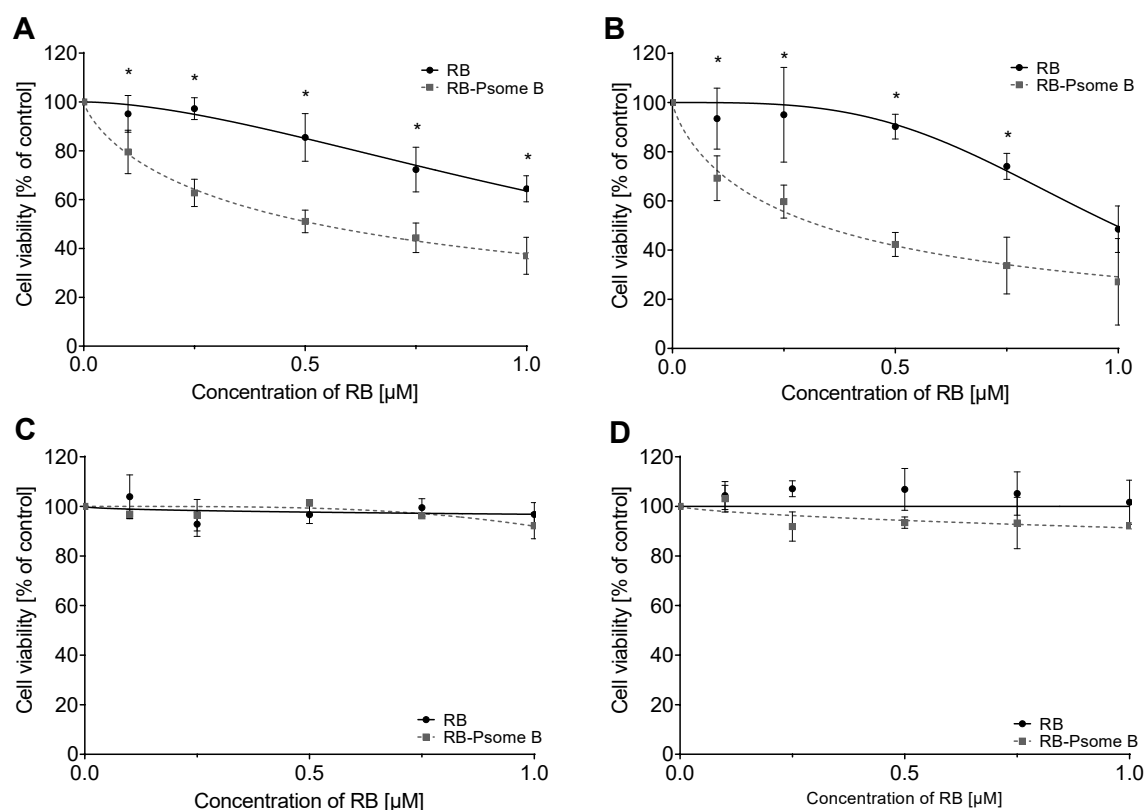 A
120
100
80
60
40
20
0
Cell viability [% of control]
* * * * *
RB
RB-Psome B
0.0 0.5 1.0
Concentration of RB [µM]
B
120
100
80
60
40
20
0
Cell viability [% of control]
* * * *
RB
RB-Psome B
0.0 0.5 1.0
Concentration of RB [µM]
C
120
100
80
60
40
20
0
Cell viability [% of control]
RB
RB-Psome B
0.0 0.5 1.0
Concentration of RB [µM]
D
120
100
80
60
40
20
0
Cell viability [% of control]
RB
RB-Psome B
0.0 0.5 1.0
Concentration of RB [µM]